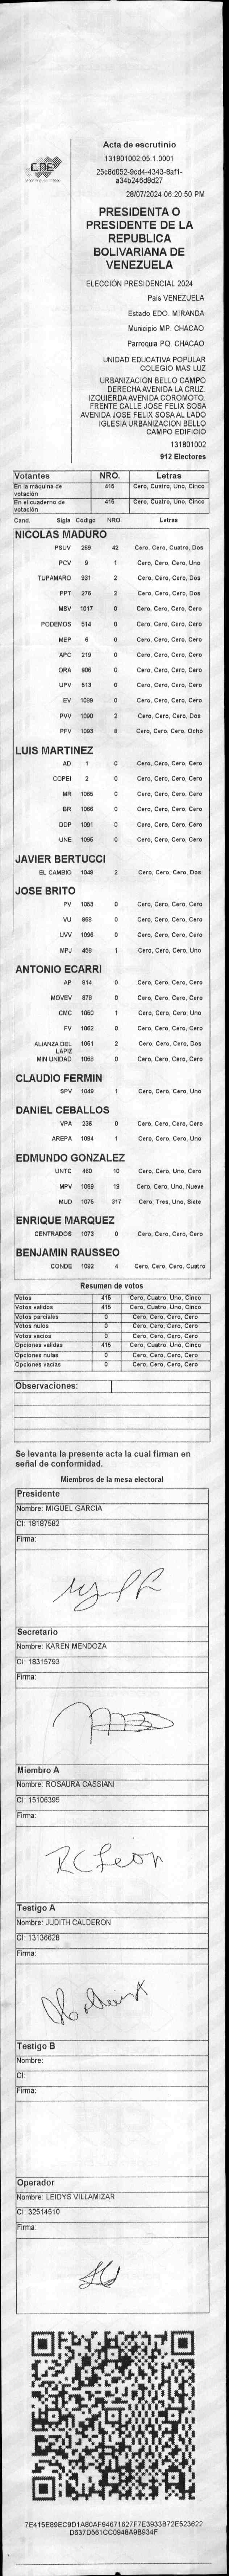 CNE
Acta de escrutinio
131801002.05.1.0001
25c8d052-9cd4-4343-8af1-
a34b246d8d27
28/07/2024 06:20:50 PM
PRESIDENTA O
PRESIDENTE DE LA
REPUBLICA
BOLIVARIANA DE
VENEZUELA
ELECCIÓN PRESIDENCIAL 2024
Pais VENEZUELA
Estado EDO. MIRANDA
Municipio MP. CHACAO
Parroquia PQ. CHACAO
UNIDAD EDUCATIVA POPULAR
COLEGIO MAS LUZ
URBANIZACION BELLO CAMPO
DERECHA AVENIDA LA CRUZ.
IZQUIERDA AVENIDA COROMOTO.
FRENTE CALLE JOSE FELIX SOSA
AVENIDA JOSE FELIX SOSA AL LADO
IGLESIA URBANIZACION BELLO
CAMPO EDIFICIO
131801002
912 Electores
Votantes NRO. Letras
En la máquina de votación 415 Cero, Cuatro, Uno, Cinco
En el cuaderno de votación 415 Cero, Cuatro, Uno, Cinco
Cand. Sigla Código NRO. Letras
NICOLAS MADURO
PSUV 269 42 Cero, Cero, Cuatro, Dos
PCV 9 1 Cero, Cero, Cero, Uno
TUPAMARO 931 2 Cero, Cero, Cero, Dos
PPT 276 2 Cero, Cero, Cero, Dos
MSV 1017 0 Cero, Cero, Cero, Cero
PODEMOS 514 0 Cero, Cero, Cero, Cero
MEP 6 0 Cero, Cero, Cero, Cero
APC 219 0 Cero, Cero, Cero, Cero
ORA 906 0 Cero, Cero, Cero, Cero
UPV 513 0 Cero, Cero, Cero, Cero
EV 1089 0 Cero, Cero, Cero, Cero
PVV 1090 2 Cero, Cero, Cero, Dos
PFV 1093 8 Cero, Cero, Cero, Ocho
LUIS MARTINEZ
AD 1 0 Cero, Cero, Cero, Cero
COPEI 2 0 Cero, Cero, Cero, Cero
MR 1065 0 Cero, Cero, Cero, Cero
BR 1066 0 Cero, Cero, Cero, Cero
DDP 1091 0 Cero, Cero, Cero, Cero
UNE 1095 0 Cero, Cero, Cero, Cero
JAVIER BERTUCCI
EL CAMBIO 1048 2 Cero, Cero, Cero, Dos
JOSE BRITO
PV 1053 0 Cero, Cero, Cero, Cero
VU 868 0 Cero, Cero, Cero, Cero
UVV 1096 0 Cero, Cero, Cero, Cero
MPJ 458 1 Cero, Cero, Cero, Uno
ANTONIO ECARRI
AP 814 0 Cero, Cero, Cero, Cero
MOVEV 878 0 Cero, Cero, Cero, Cero
CMC 1050 1 Cero, Cero, Cero, Uno
FV 1062 0 Cero, Cero, Cero, Cero
ALIANZA DEL LAPIZ 1051 2 Cero, Cero, Cero, Dos
MIN UNIDAD 1068 0 Cero, Cero, Cero, Cero
CLAUDIO FERMIN
SPV 1049 1 Cero, Cero, Cero, Uno
DANIEL CEBALLOS
VPA 236 0 Cero, Cero, Cero, Cero
AREPA 1094 1 Cero, Cero, Cero, Uno
EDMUNDO GONZALEZ
UNTC 460 10 Cero, Cero, Uno, Cero
MPV 1069 19 Cero, Cero, Uno, Nueve
MUD 1075 317 Cero, Tres, Uno, Siete
ENRIQUE MARQUEZ
CENTRADOS 1073 0 Cero, Cero, Cero, Cero
BENJAMIN RAUSSEO
CONDE 1092 4 Cero, Cero, Cero, Cuatro
Resumen de votos
Votos 415 Cero, Cuatro, Uno, Cinco
Votos validos 415 Cero, Cuatro, Uno, Cinco
Votos parciales 0 Cero, Cero, Cero, Cero
Votos nulos 0 Cero, Cero, Cero, Cero
Votos vacios 0 Cero, Cero, Cero, Cero
Opciones validas 415 Cero, Cuatro, Uno, Cinco
Opciones nulas 0 Cero, Cero, Cero, Cero
Opciones vacias 0 Cero, Cero, Cero, Cero
Observaciones:
Se levanta la presente acta la cual firman en
señal de conformidad.
Miembros de la mesa electoral
Presidente
Nombre: MIGUEL GARCIA
CI: 18187582
Firma:
Secretario
Nombre: KAREN MENDOZA
CI: 18315793
Firma:
Miembro A
Nombre: ROSAURA CASSIANI
CI: 15106395
Firma:
RCLeon
Testigo A
Nombre: JUDITH CALDERON
CI: 13136628
Firma:
Testigo B
Nombre:
CI:
Firma:
Operador
Nombre: LEIDYS VILLAMIZAR
CI: 32514510
Firma:
7E415E89EC9D1A80AF94671627F7E3933B72E523622
D637D561CC0948A9B934F